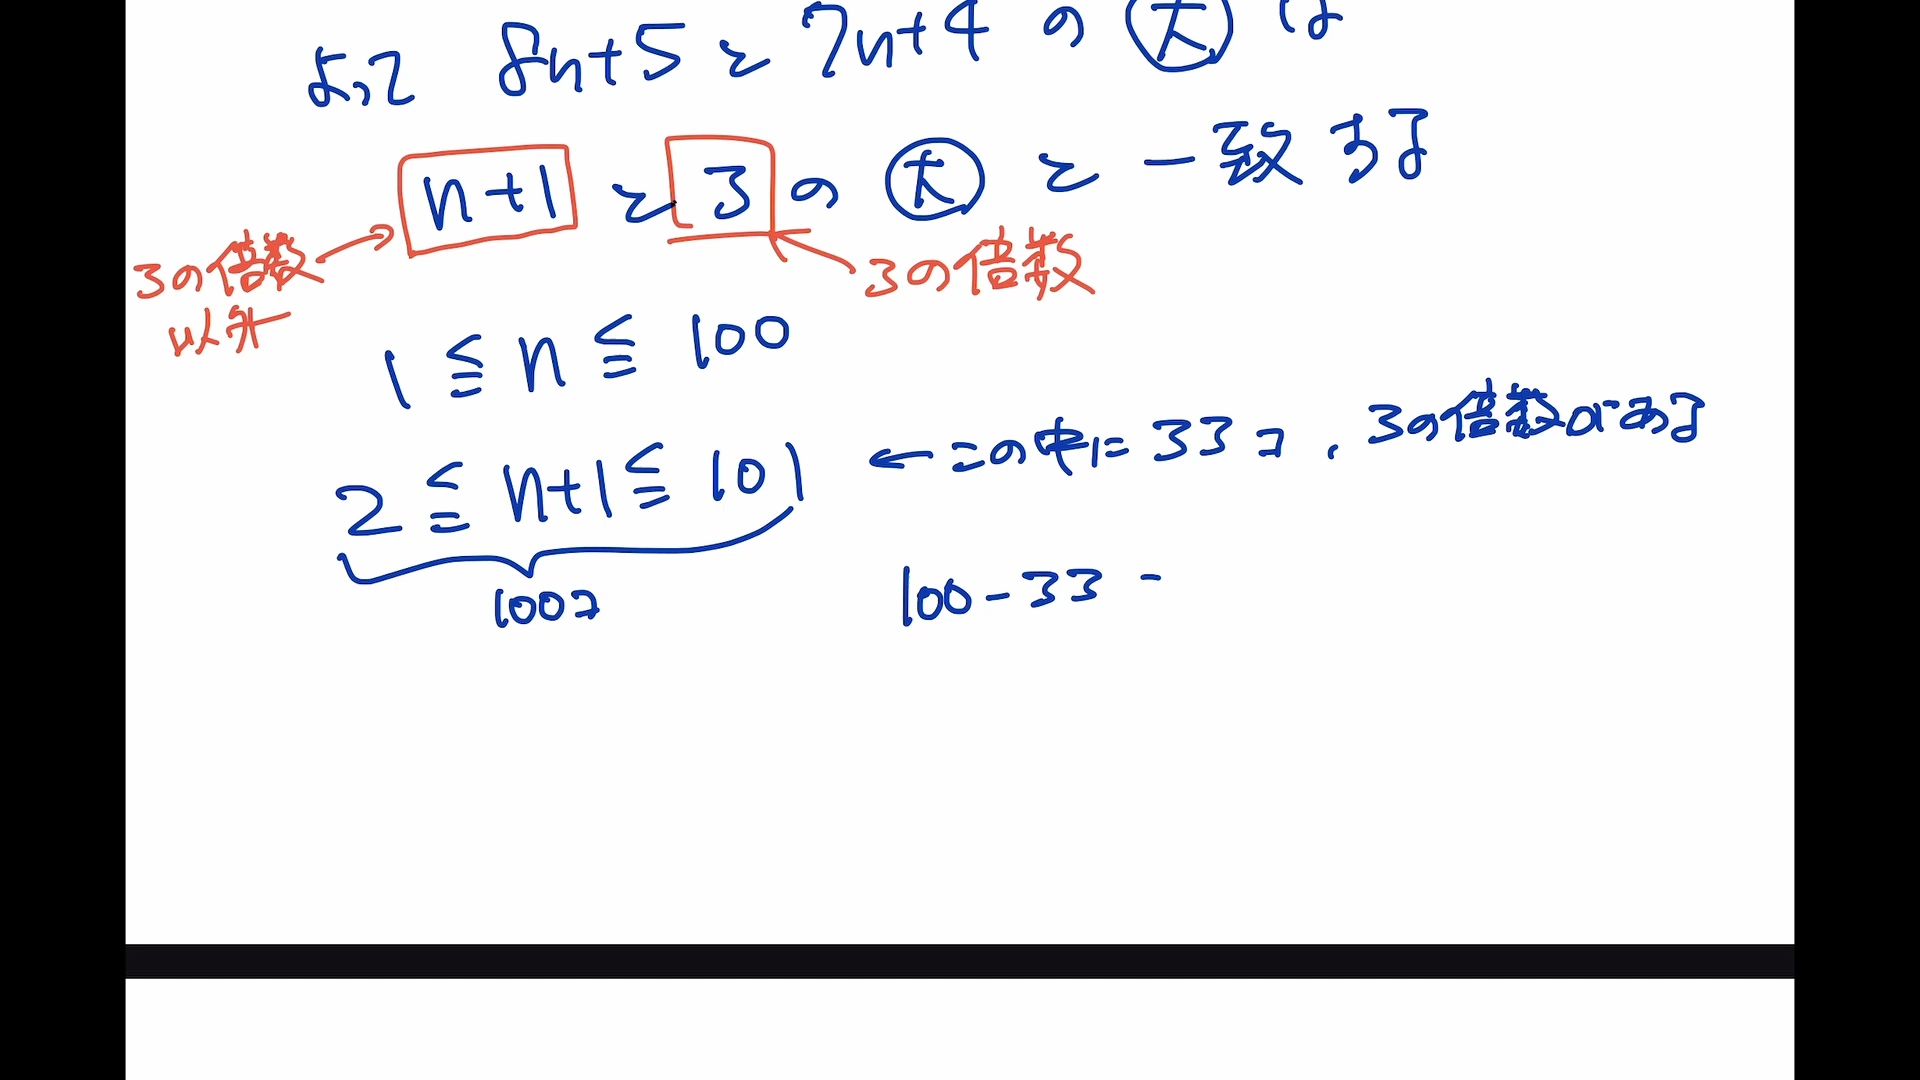 よって 8n+5と7n+4の大は
n+1と3の大と一致する
3の倍数以外
3の倍数
1≦n≦100
2≦n+1≦101 ←この中に33コ，3の倍数がある
100コ
100-33 -